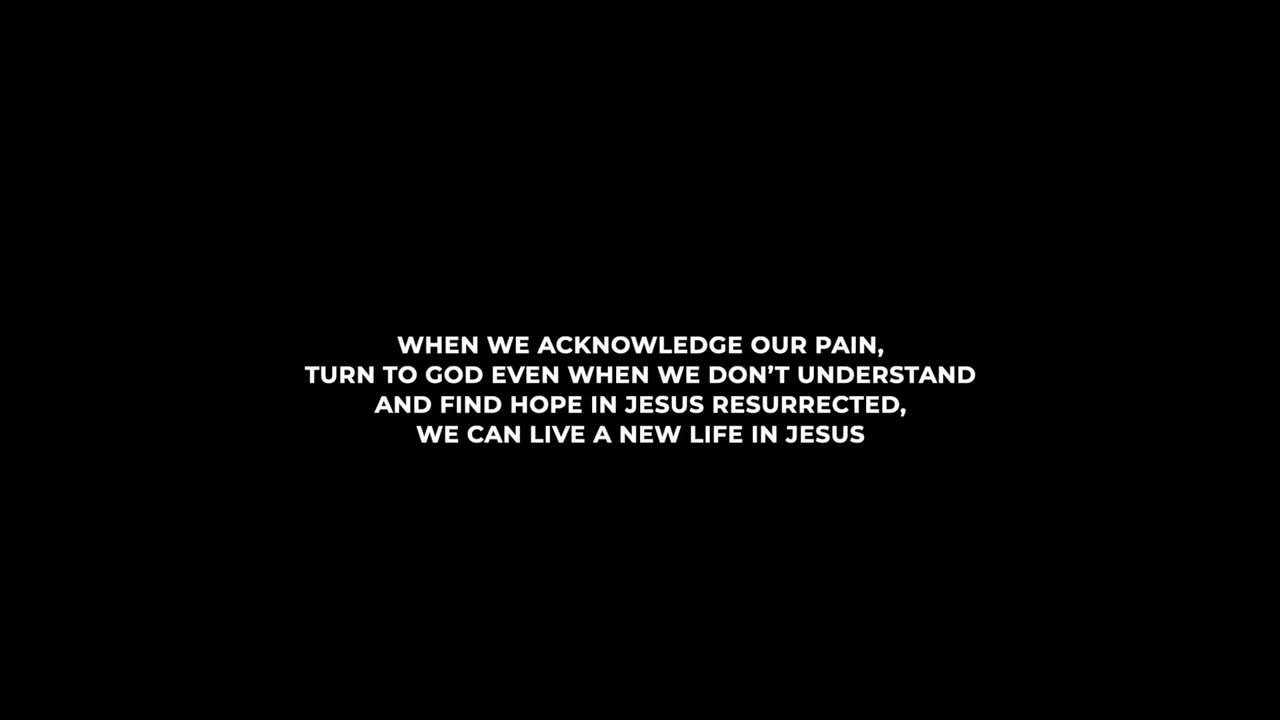 WHEN WE ACKNOWLEDGE OUR PAIN,
TURN TO GOD EVEN WHEN WE DON’T UNDERSTAND
AND FIND HOPE IN JESUS RESURRECTED,
WE CAN LIVE A NEW LIFE IN JESUS